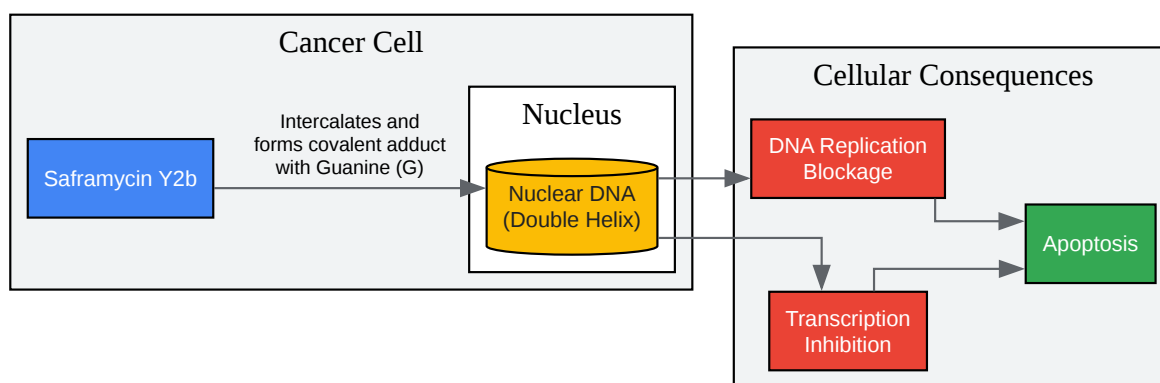 Cancer Cell
Saframycin Y2b
Intercalates and
forms covalent adduct
with Guanine (G)
Nucleus
Nuclear DNA
(Double Helix)
Cellular Consequences
DNA Replication
Blockage
Apoptosis
Transcription
Inhibition